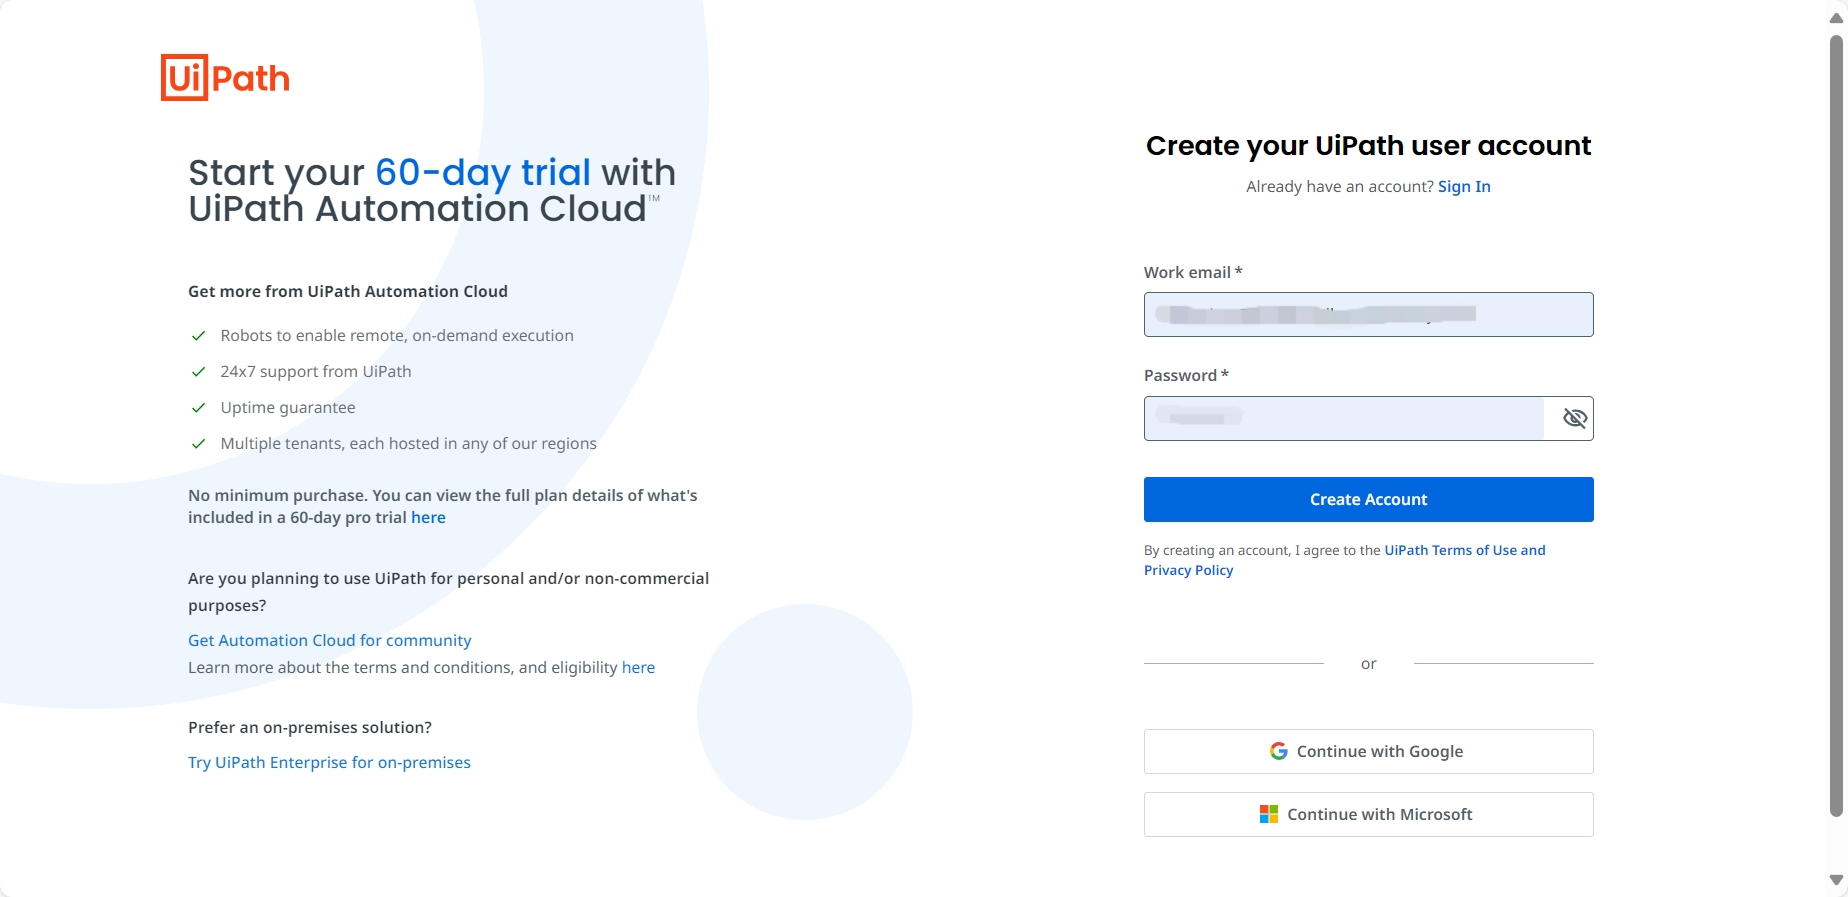 UiPath
Start your 60-day trial with
UiPath Automation Cloud™
Get more from UiPath Automation Cloud
Robots to enable remote, on-demand execution
24x7 support from UiPath
Uptime guarantee
Multiple tenants, each hosted in any of our regions
No minimum purchase. You can view the full plan details of what's
included in a 60-day pro trial here
Are you planning to use UiPath for personal and/or non-commercial
purposes?
Get Automation Cloud for community
Learn more about the terms and conditions, and eligibility here
Prefer an on-premises solution?
Try UiPath Enterprise for on-premises
Create your UiPath user account
Already have an account? Sign In
Work email *
Password *
Create Account
By creating an account, I agree to the UiPath Terms of Use and
Privacy Policy
or
Continue with Google
Continue with Microsoft